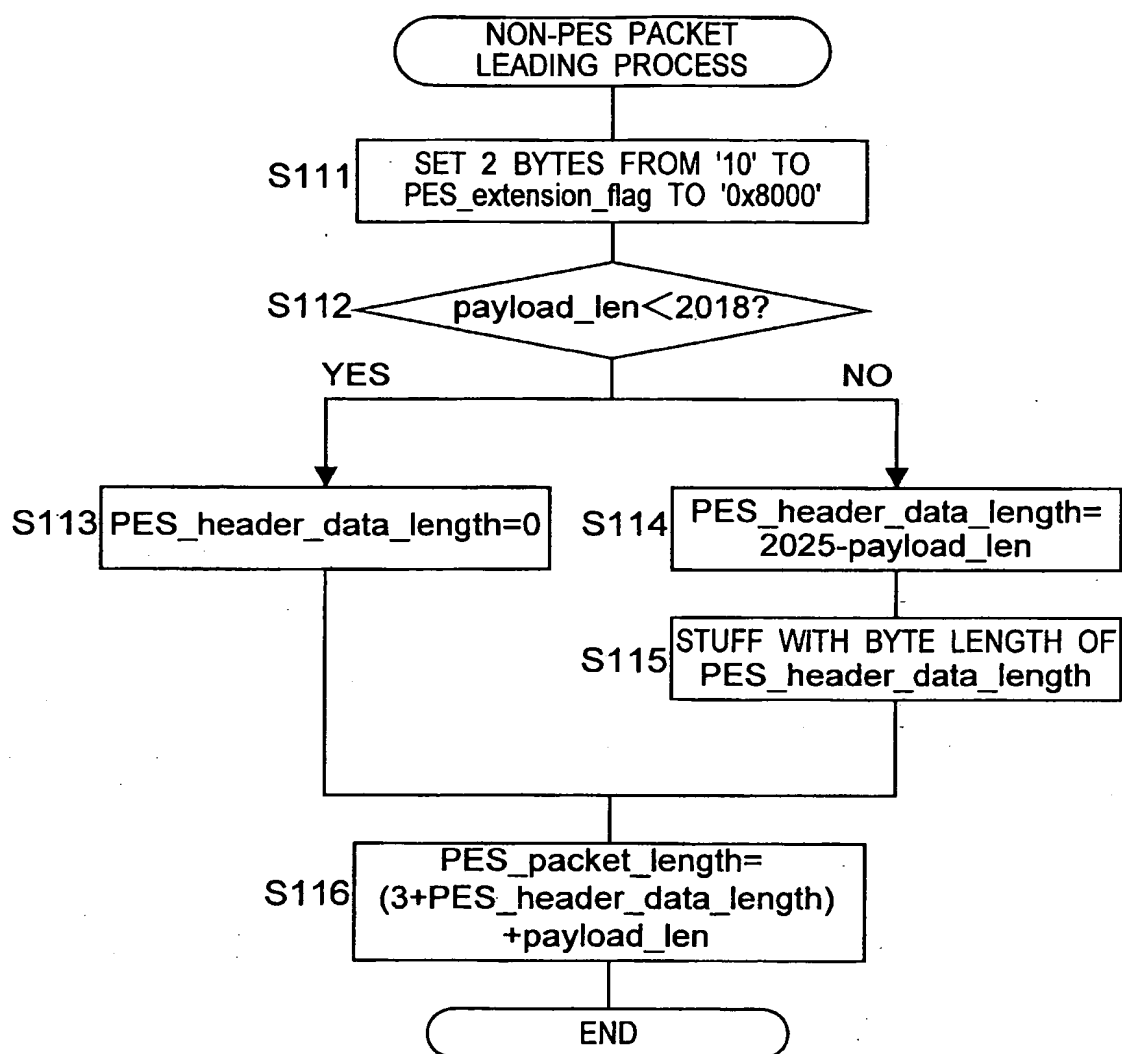 NON-PES PACKET
LEADING PROCESS
S111
SET 2 BYTES FROM '10' TO
PES_extension_flag TO '0x8000'
S112
payload_len<2018?
YES
NO
S113
PES_header_data_length=0
S114
PES_header_data_length=
2025-payload_len
S115
STUFF WITH BYTE LENGTH OF
PES_header_data_length
S116
PES_packet_length=
(3+PES_header_data_length)
+payload_len
END